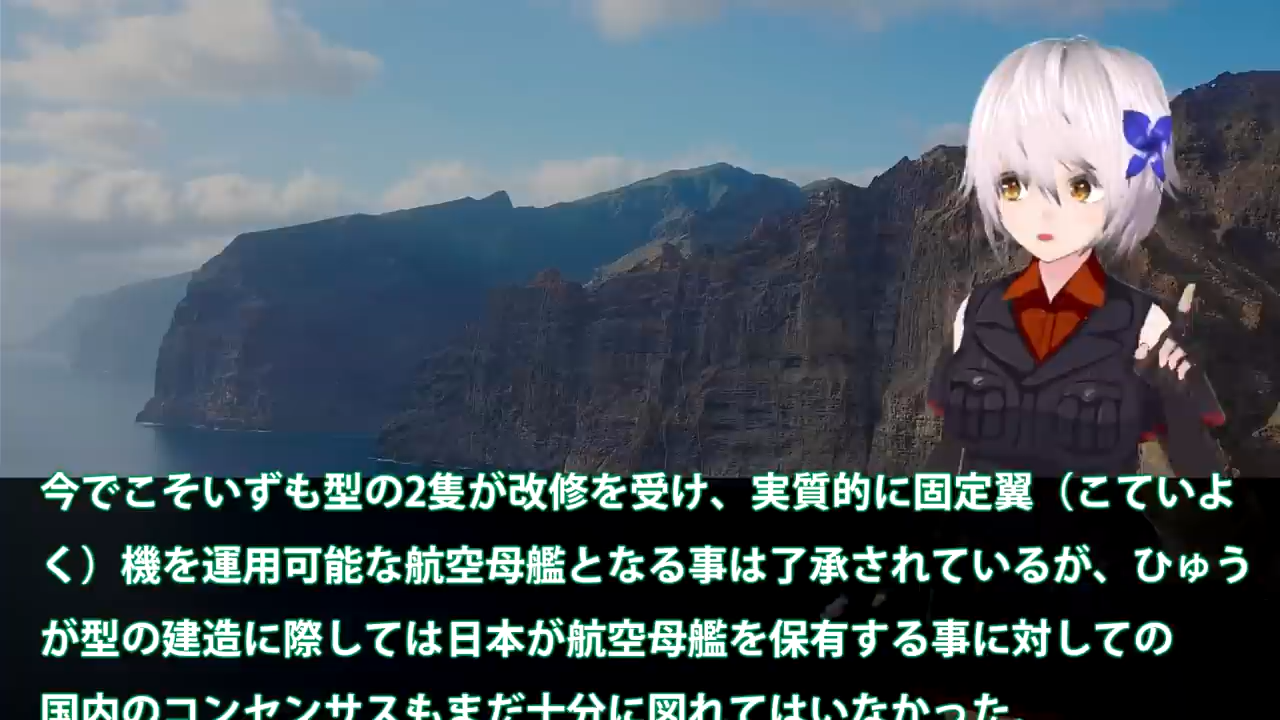 今でこそいずも型の2隻が改修を受け、実質的に固定翼（こていよ
く）機を運用可能な航空母艦となる事は了承されているが、ひゅう
が型の建造に際しては日本が航空母艦を保有する事に対しての
国内のコンセンサスもまだ十分に図れてはいなかった。